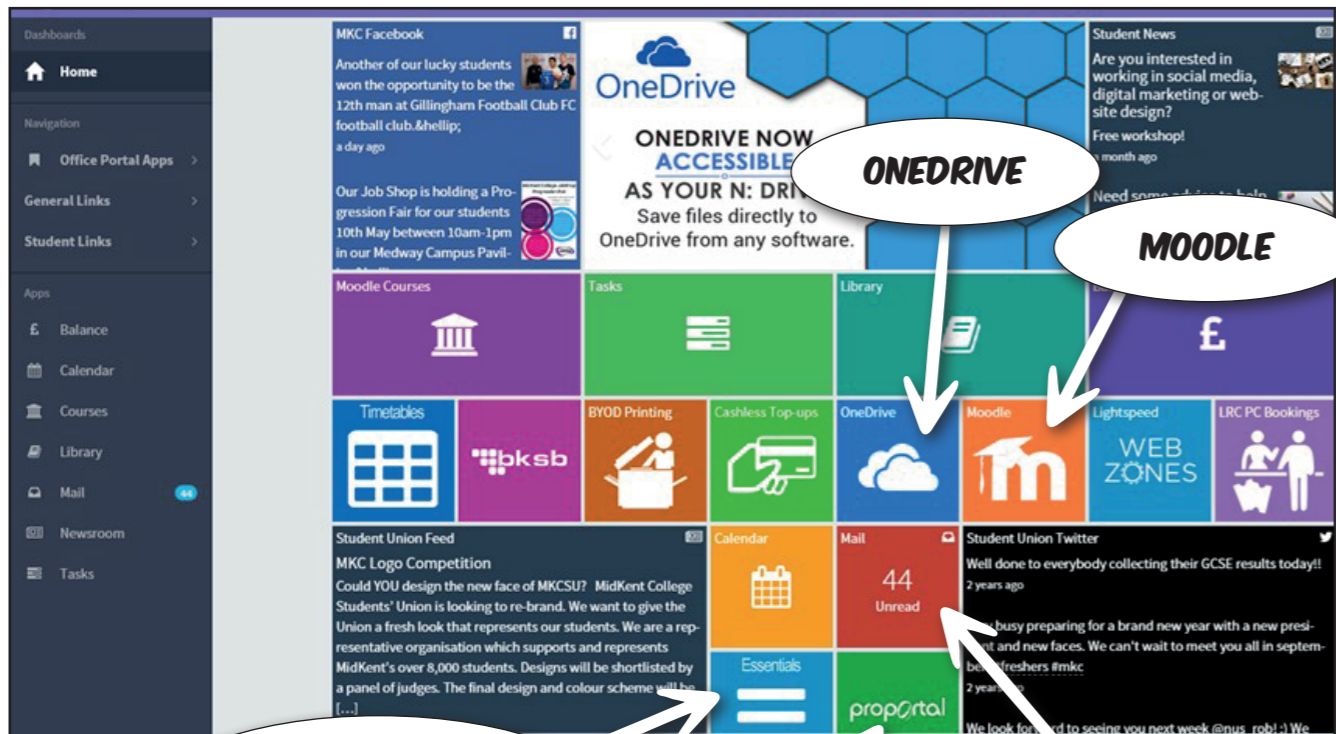 Dashboards
Home
Navigation
Office Portal Apps
General Links
Student Links
Apps
£ Balance
Calendar
Courses
Library
Mail 44
Newsroom
Tasks
MKC Facebook
Another of our lucky students
won the opportunity to be the
12th man at Gillingham Football Club FC
football club.&hellip;
a day ago
Our Job Shop is holding a Pro-
gression Fair for our students
10th May between 10am-1pm
in our Medway Campus Pavil-
OneDrive
ONEDRIVE NOW
ACCESSIBLE
AS YOUR N: DRIV
Save files directly to
OneDrive from any software.
Student News
Are you interested in
working in social media,
digital marketing or web-
site design?
Free workshop!
month ago
Need some advice to help
ONEDRIVE
MOODLE
Moodle Courses
Tasks
Library
£
Timetables
bksb
BYOD Printing
Cashless Top-ups
OneDrive
Moodle
m
Lightspeed
WEB
ZONES
LRC PC Bookings
Student Union Feed
MKC Logo Competition
Could YOU design the new face of MKCSU? MidKent College
Students' Union is looking to re-brand. We want to give the
Union a fresh look that represents our students. We are a rep-
resentative organisation which supports and represents
MidKent's over 8,000 students. Designs will be shortlisted by
a panel of judges. The final design and colour scheme will be
[...]
Calendar
Mail
44
Unread
Essentials
proportal
Student Union Twitter
Well done to everybody collecting their GCSE results today!!
2 years ago
busy preparing for a brand new year with a new presi-
ent and new faces. We can't wait to meet you all in septem-
be #freshers #mkc
2 years ago
We look forward to seeing you next week @nus_rob! :) We